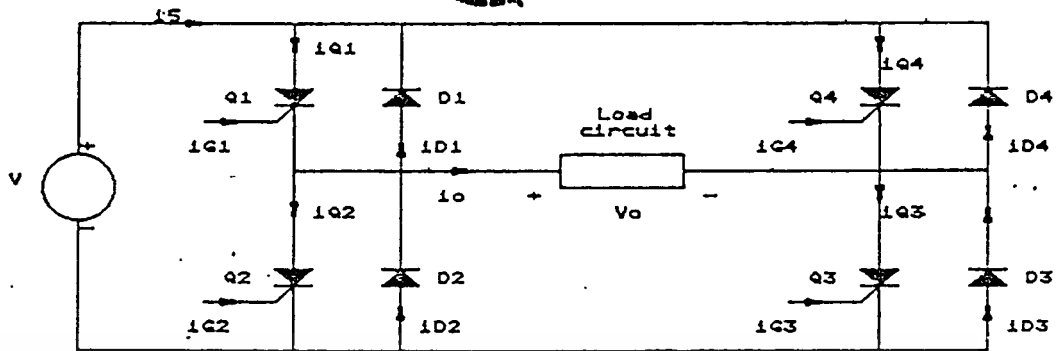 iS
iQ1 iQ4
Q1 D1 Q4 D4
Load
circuit
iG1 iD1 iG4 iD4
V + io + Vo -
iQ2 iQ3
-
Q2 D2 Q3 D3
iG2 iD2 iG3 iD3